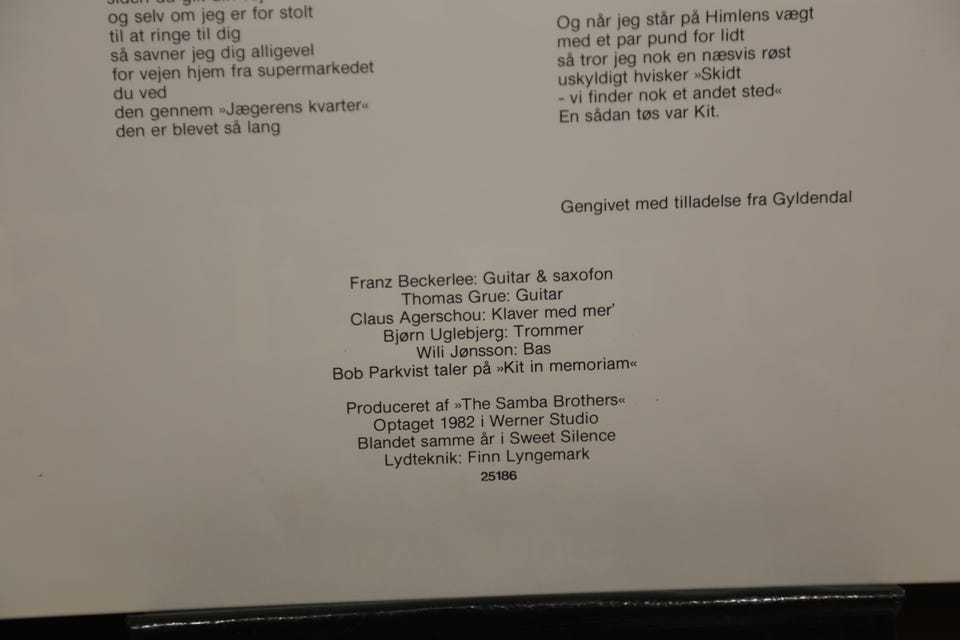 og selv om jeg er for stolt
til at ringe til dig
så savner jeg dig alligevel
for vejen hjem fra supermarkedet
du ved
den gennem »Jægerens kvarter«
den er blevet så lang
Og når jeg står på Himlens vægt
med et par pund for lidt
så tror jeg nok en næsvis røst
uskyldigt hvisker »Skidt
- vi finder nok et andet sted«
En sådan tøs var Kit.
Gengivet med tilladelse fra Gyldendal
Franz Beckerlee: Guitar & saxofon
Thomas Grue: Guitar
Claus Agerschou: Klaver med mer'
Bjørn Uglebjerg: Trommer
Wili Jønsson: Bas
Bob Parkvist taler på »Kit in memoriam«
Produceret af »The Samba Brothers«
Optaget 1982 i Werner Studio
Blandet samme år i Sweet Silence
Lydteknik: Finn Lyngemark
25186